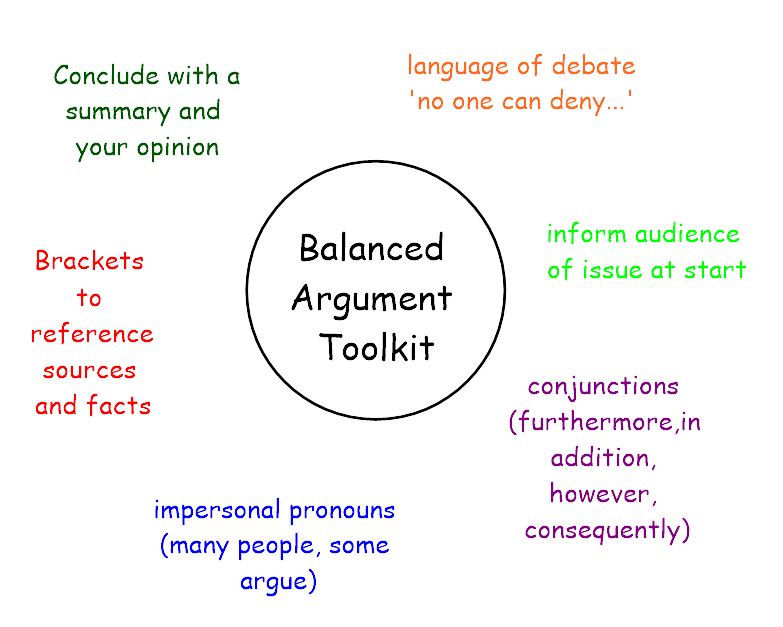 Conclude with a
summary and
your opinion
language of debate
'no one can deny...'
Balanced
Argument
Toolkit
inform audience
of issue at start
Brackets
to
reference
sources
and facts
conjunctions
(furthermore,in
addition,
however,
consequently)
impersonal pronouns
(many people, some
argue)